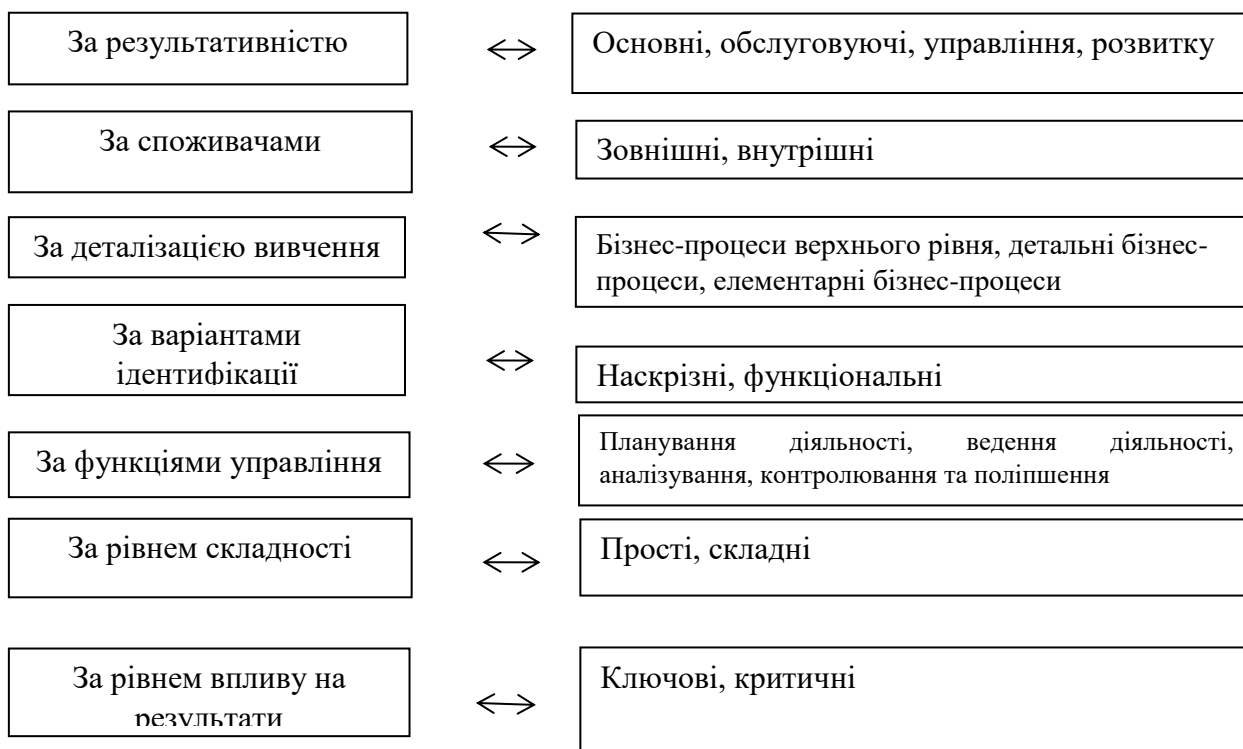 За результативністю
Основні, обслуговуючі, управління, розвитку
За споживачами
Зовнішні, внутрішні
За деталізацією вивчення
Бізнес-процеси верхнього рівня, детальні бізнес-
процеси, елементарні бізнес-процеси
За варіантами
ідентифікації
Наскрізні, функціональні
За функціями управління
Планування діяльності, ведення діяльності,
аналізування, контролювання та поліпшення
За рівнем складності
Прості, складні
За рівнем впливу на
результати
Ключові, критичні